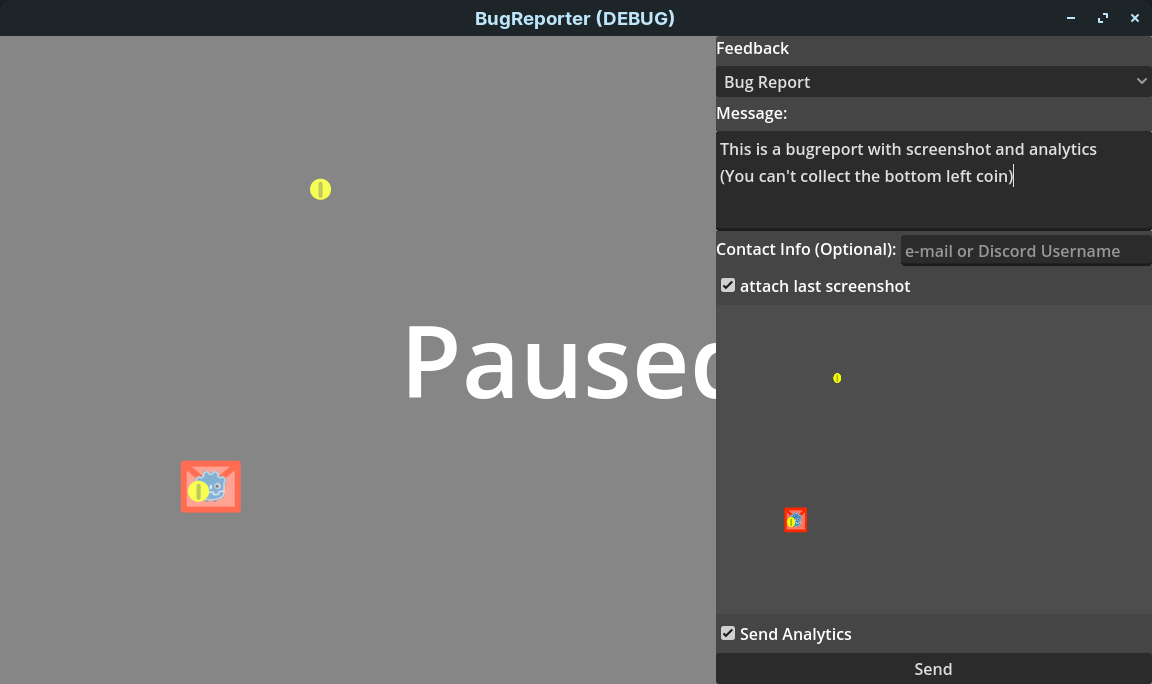 BugReporter (DEBUG)
Feedback
Bug Report
Message:
This is a bugreport with screenshot and analytics
(You can't collect the bottom left coin)
Contact Info (Optional): e-mail or Discord Username
attach last screenshot
Paused
Send Analytics
Send